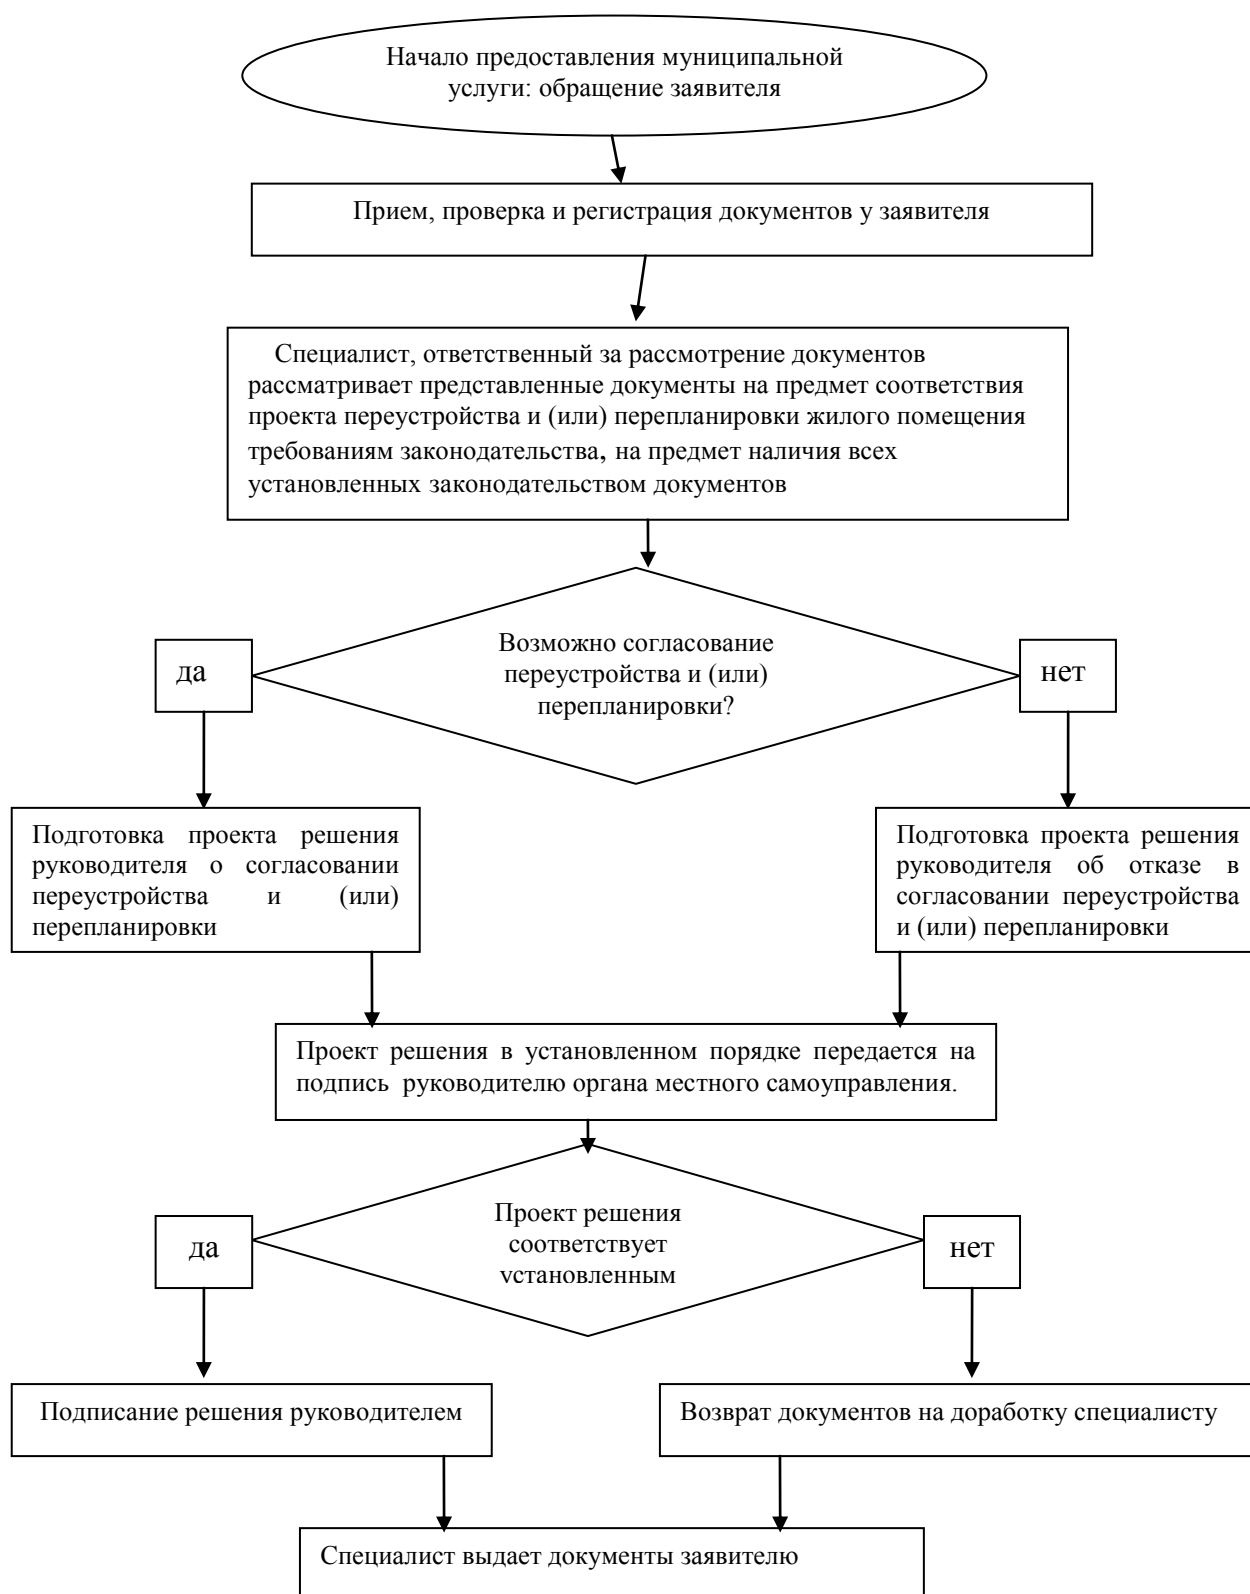 Начало предоставления муниципальной
услуги: обращение заявителя
Прием, проверка и регистрация документов у заявителя
Специалист, ответственный за рассмотрение документов
рассматривает представленные документы на предмет соответствия
проекта переустройства и (или) перепланировки жилого помещения
требованиям законодательства, на предмет наличия всех
установленных законодательством документов
Возможно согласование
переустройства и (или)
перепланировки?
да
нет
Подготовка проекта решения
руководителя о согласовании
переустройства и (или)
перепланировки
Подготовка проекта решения
руководителя об отказе в
согласовании переустройства
и (или) перепланировки
Проект решения в установленном порядке передается на
подпись руководителю органа местного самоуправления.
Проект решения
соответствует
установленным
да
нет
Подписание решения руководителем
Возврат документов на доработку специалисту
Специалист выдает документы заявителю